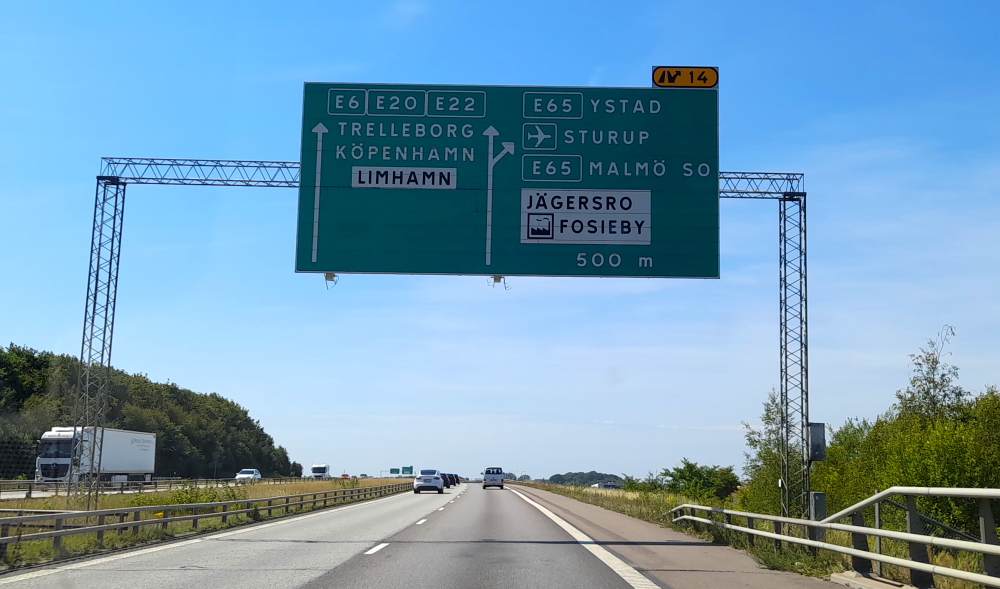 14
E6 E20 E22
TRELLEBORG
KÖPENHAMN
LIMHAMN
E65 YSTAD
STURUP
E65 MALMÖ SO
JÄGERSRO
FOSIEBY
500 m